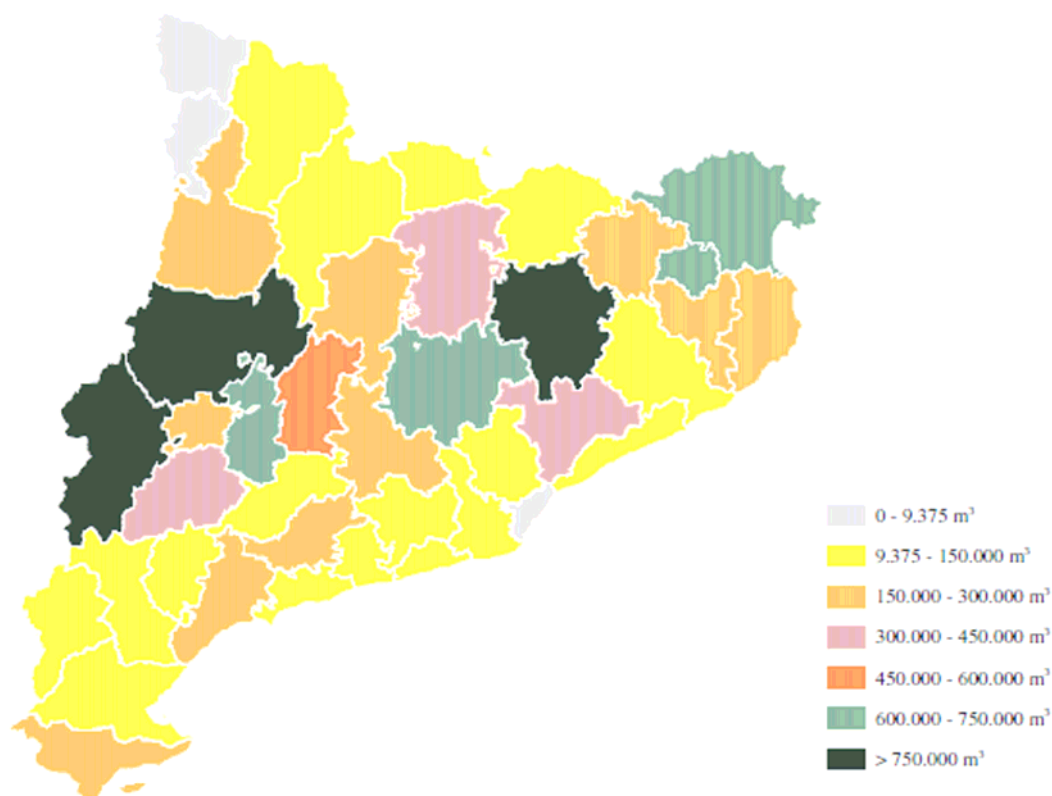 0 - 9.375 m³
9.375 - 150.000 m³
150.000 - 300.000 m³
300.000 - 450.000 m³
450.000 - 600.000 m³
600.000 - 750.000 m³
> 750.000 m³